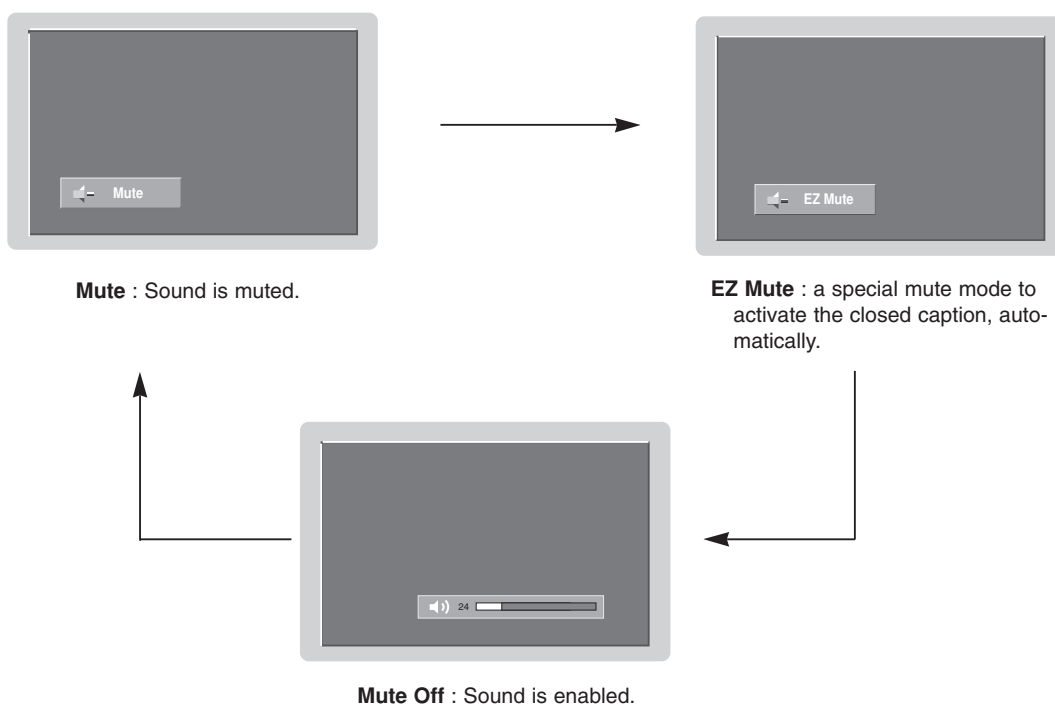 Mute
EZ Mute
Mute : Sound is muted.
EZ Mute : a special mute mode to
activate the closed caption, auto-
matically.
24
Mute Off : Sound is enabled.